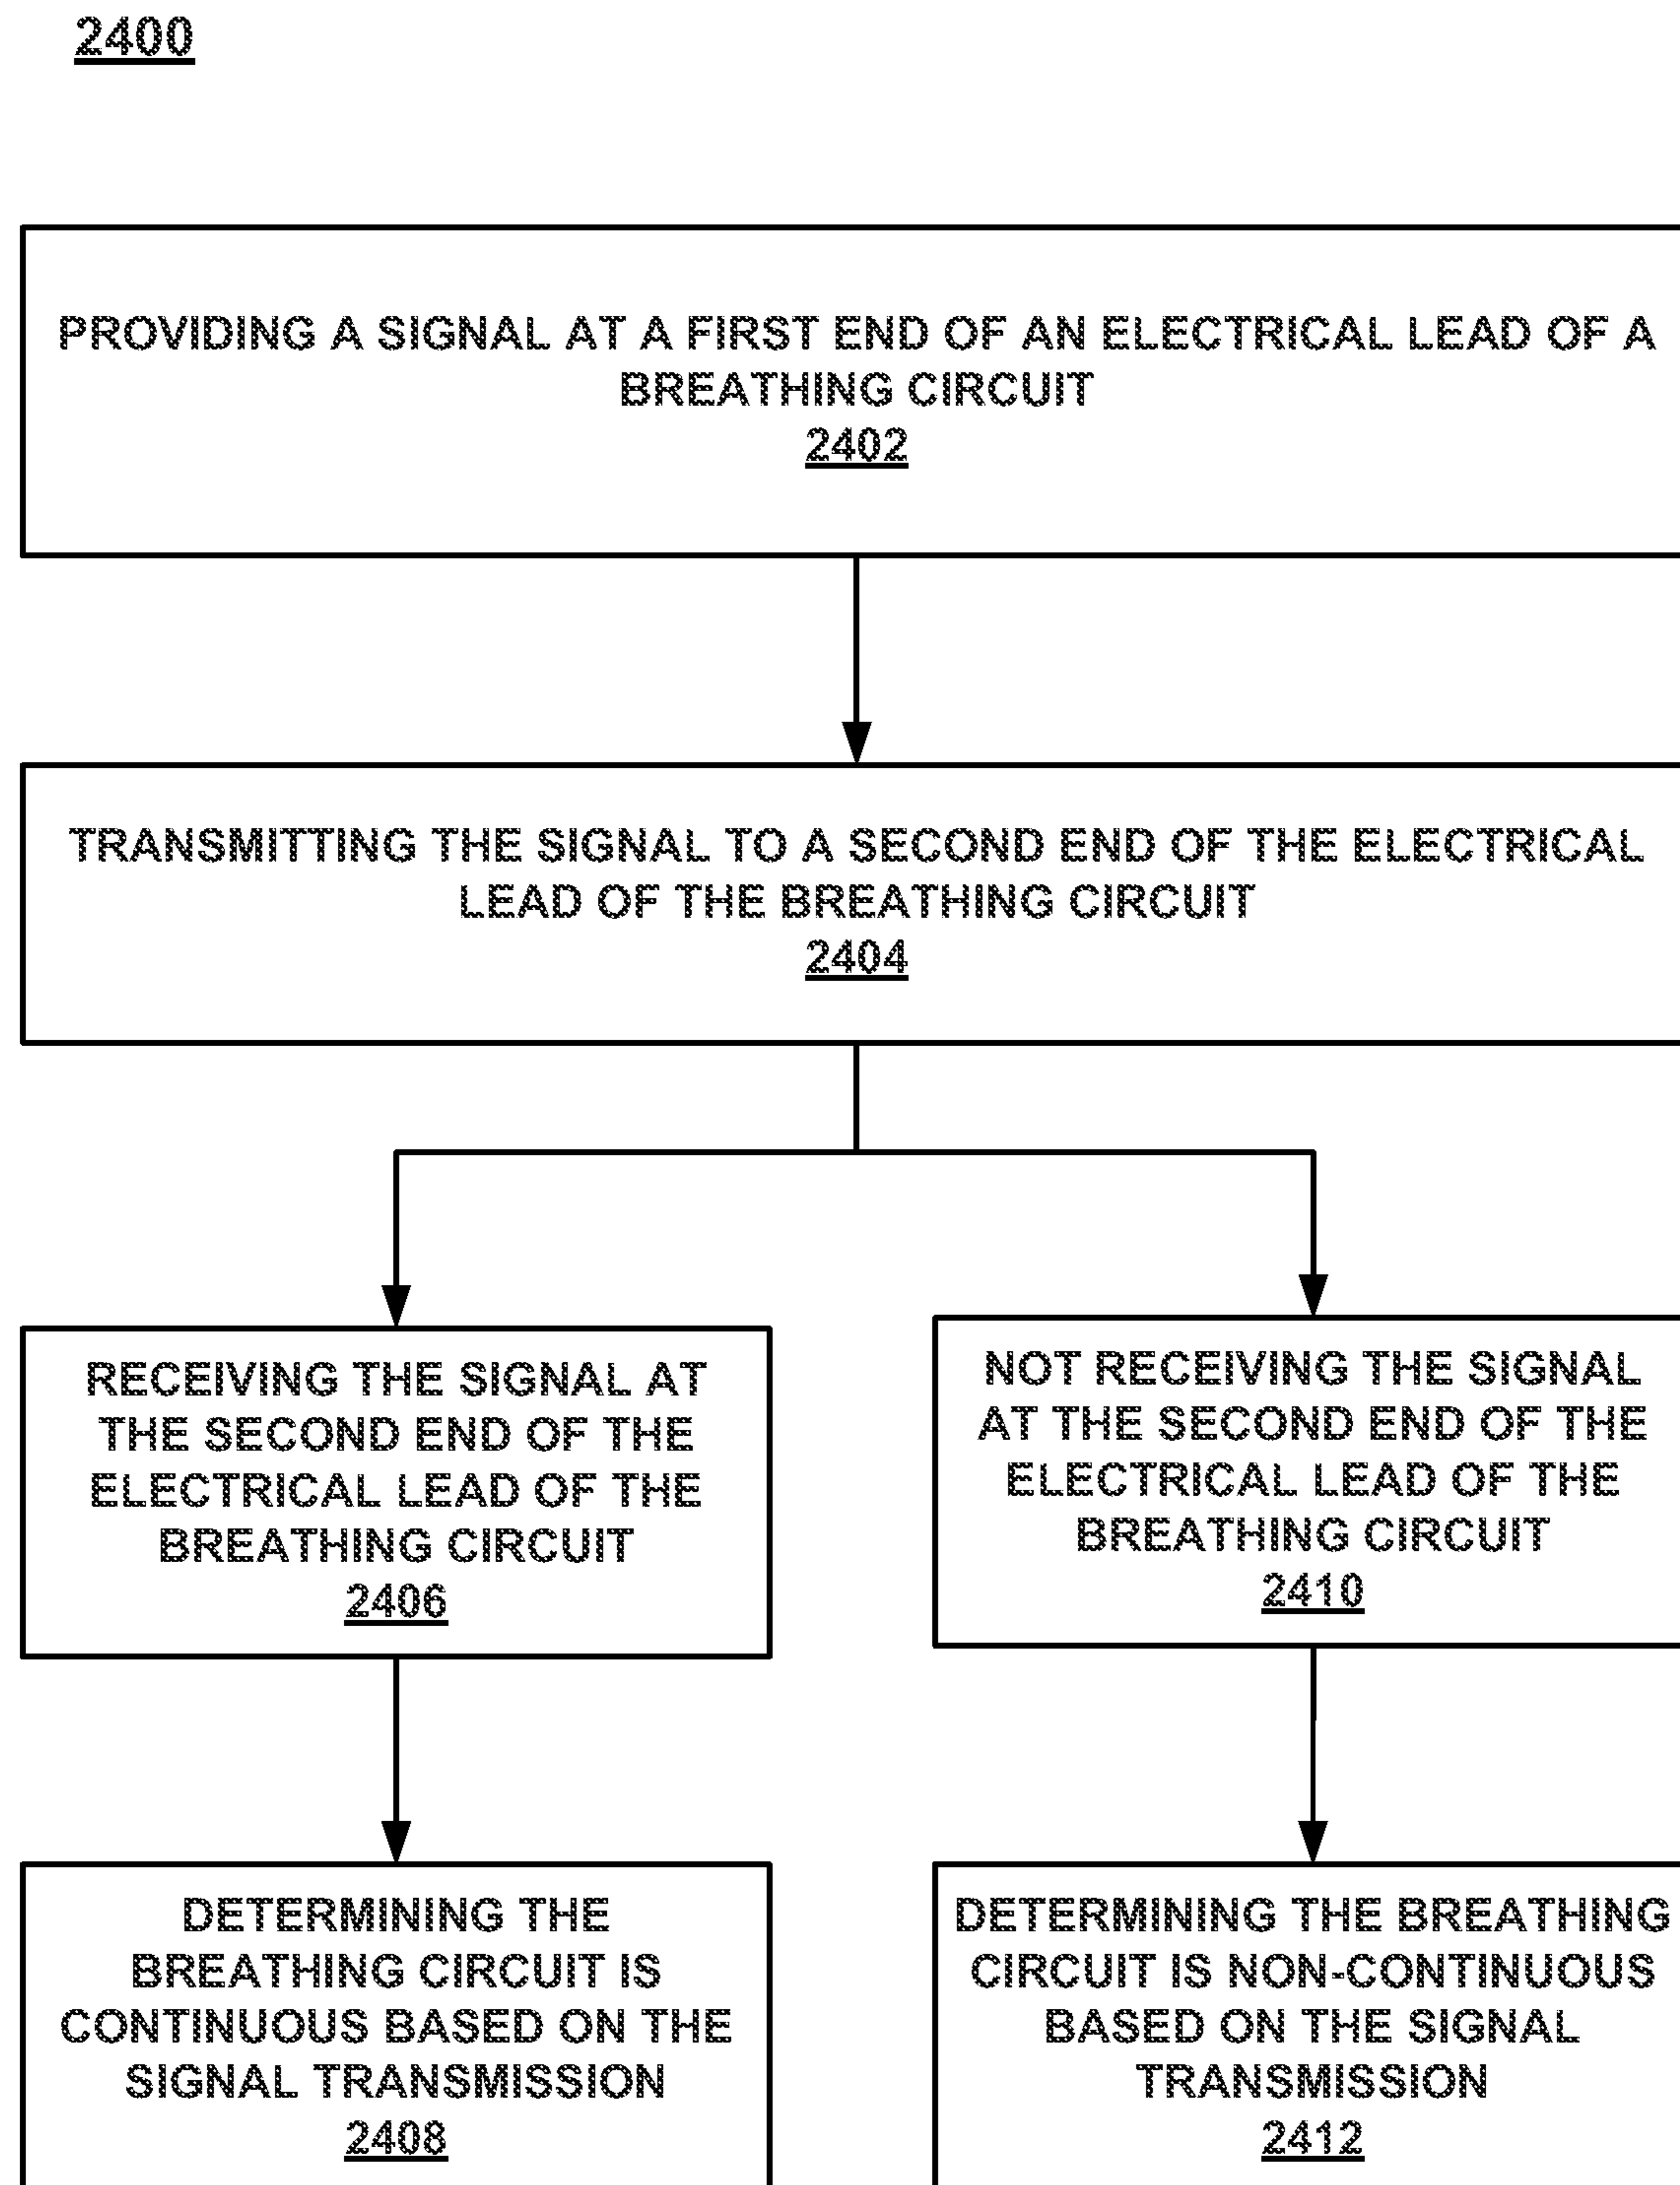 2400
PROVIDING A SIGNAL AT A FIRST END OF AN ELECTRICAL LEAD OF A
BREATHING CIRCUIT
2402
TRANSMITTING THE SIGNAL TO A SECOND END OF THE ELECTRICAL
LEAD OF THE BREATHING CIRCUIT
2404
RECEIVING THE SIGNAL AT
THE SECOND END OF THE
ELECTRICAL LEAD OF THE
BREATHING CIRCUIT
2406
NOT RECEIVING THE SIGNAL
AT THE SECOND END OF THE
ELECTRICAL LEAD OF THE
BREATHING CIRCUIT
2410
DETERMINING THE
BREATHING CIRCUIT IS
CONTINUOUS BASED ON THE
SIGNAL TRANSMISSION
2408
DETERMINING THE BREATHING
CIRCUIT IS NON-CONTINUOUS
BASED ON THE SIGNAL
TRANSMISSION
2412